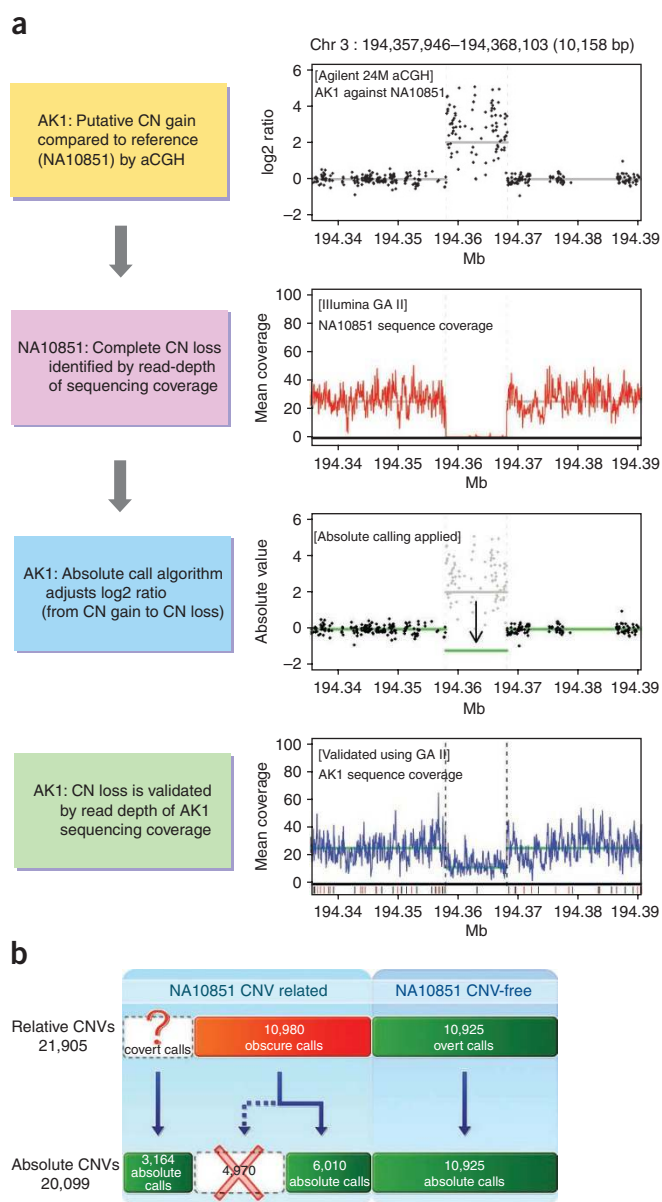 a
Chr 3 : 194,357,946–194,368,103 (10,158 bp)
AK1: Putative CN gain
compared to reference
(NA10851) by aCGH
[Agilent 24M aCGH]
AK1 against NA10851
log2 ratio
6
4
2
0
−2
194.34 194.35 194.36 194.37 194.38 194.39
Mb
NA10851: Complete CN loss
identified by read-depth
of sequencing coverage
[Illumina GA II]
NA10851 sequence coverage
Mean coverage
100
80
60
40
20
0
194.34 194.35 194.36 194.37 194.38 194.39
Mb
AK1: Absolute call algorithm
adjusts log2 ratio
(from CN gain to CN loss)
[Absolute calling applied]
Absolute value
6
4
2
0
−2
194.34 194.35 194.36 194.37 194.38 194.39
Mb
AK1: CN loss is validated
by read depth of AK1
sequencing coverage
[Validated using GA II]
AK1 sequence coverage
Mean coverage
100
80
60
40
20
0
194.34 194.35 194.36 194.37 194.38 194.39
Mb
b
NA10851 CNV related
NA10851 CNV-free
Relative CNVs
21,905
?
covert calls
10,980
obscure calls
10,925
overt calls
Absolute CNVs
20,099
3,164
absolute
calls
4,970
6,010
absolute calls
10,925
absolute calls